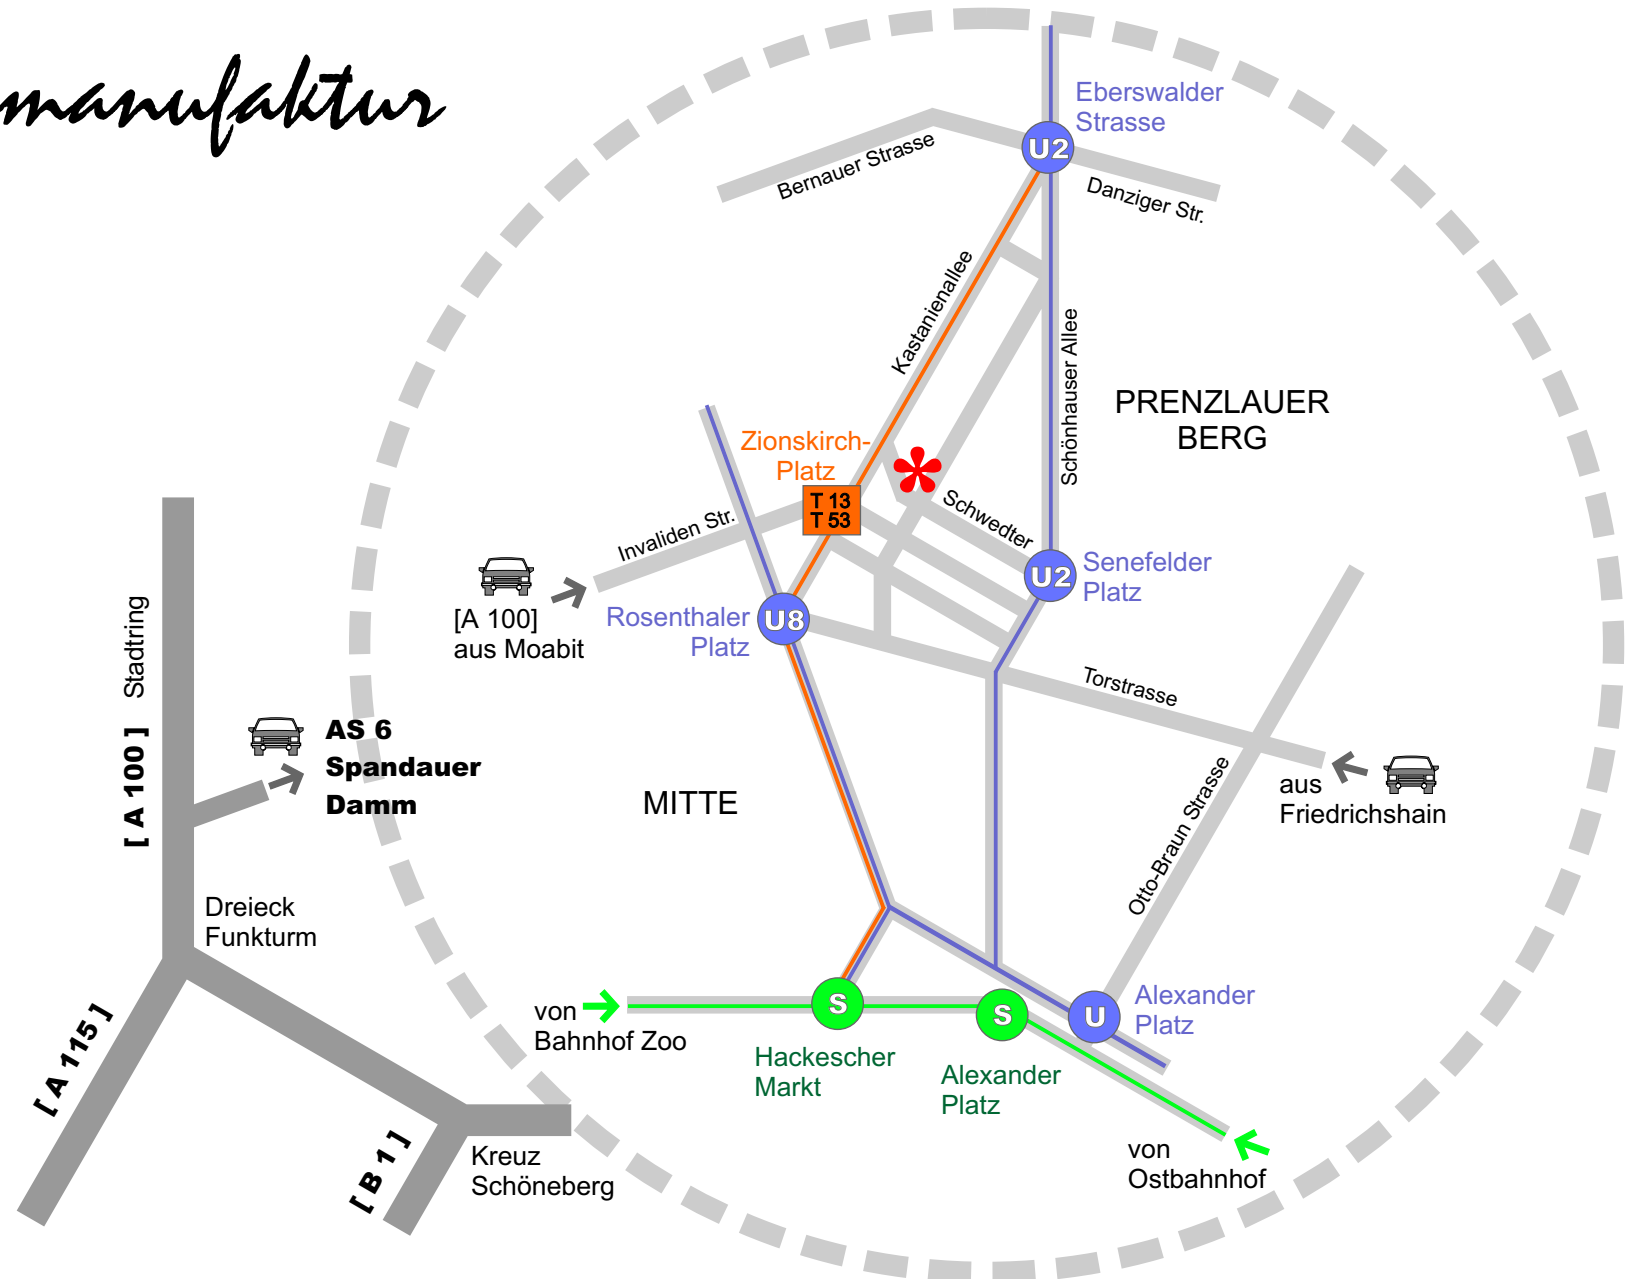 manufaktur
Eberswalder
Strasse
U2
Bernauer Strasse
Danziger Str.
Kastanienallee
Schönhauser Allee
PRENZLAUER
BERG
Zionskirch-
Platz
T 13
T 53
Schwedter
Invaliden Str.
U2
Senefelder
Platz
[A 100]
aus Moabit
Rosenthaler
Platz
U8
Torstrasse
Stadtring
[ A 100 ]
AS 6
Spandauer
Damm
MITTE
aus
Friedrichshain
Otto-Braun Strasse
Dreieck
Funkturm
von
Bahnhof Zoo
S
Hackescher
Markt
S
Alexander
Platz
U
Alexander
Platz
[ A 115 ]
[ B 1 ]
Kreuz
Schöneberg
von
Ostbahnhof